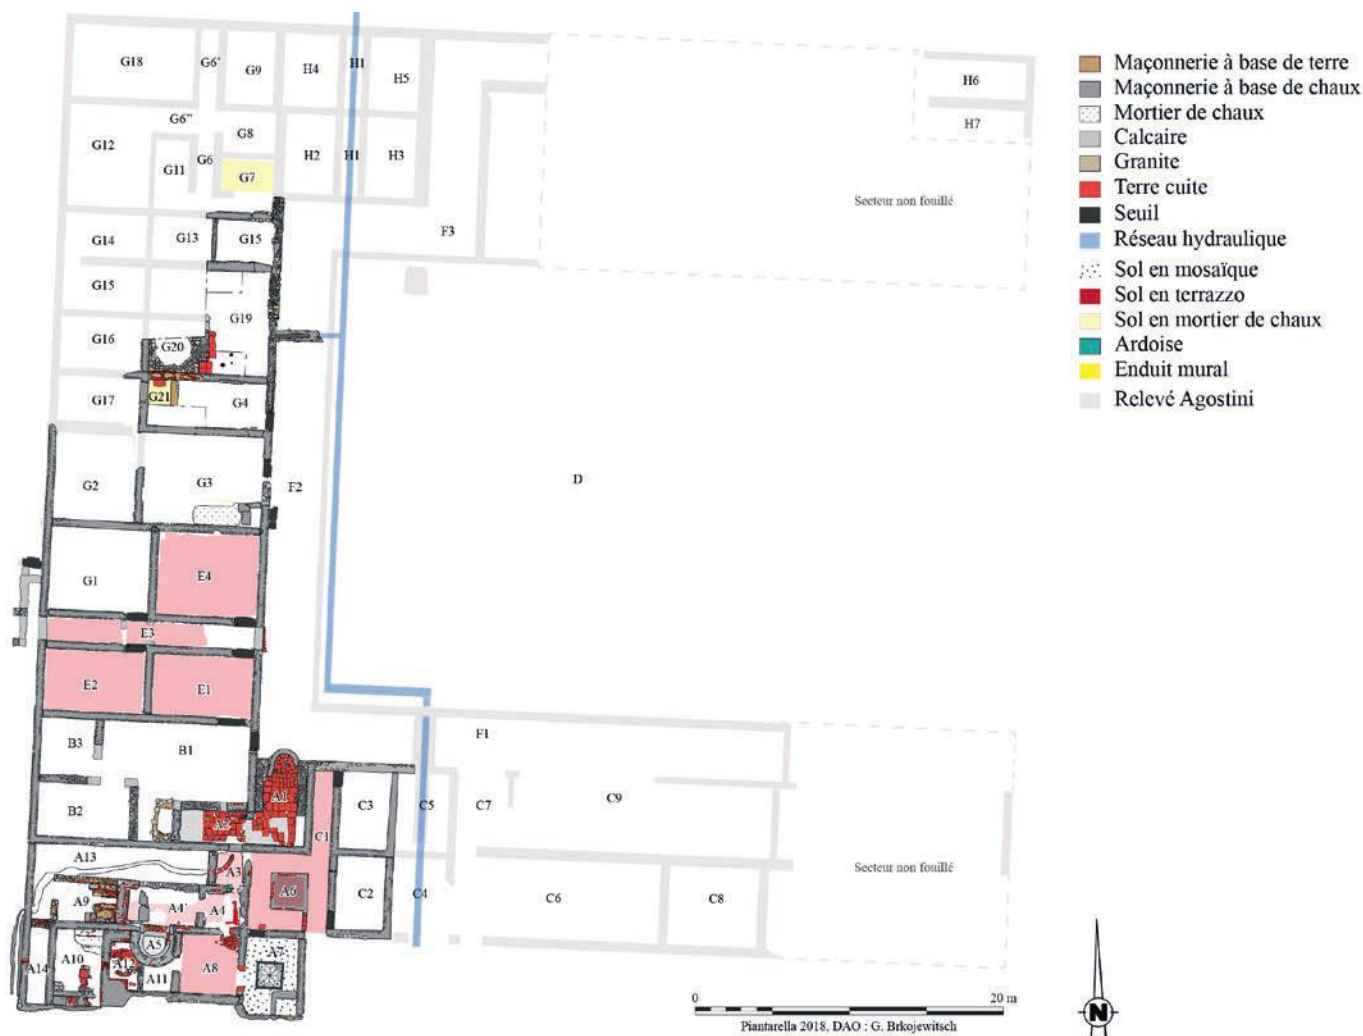 G18
G6'
G9
H4
H1
H5
H6
H7
G6"
G8
G12
G11
G6
G7
H2
H1
H3
Secteur non fouillé
G14
G13
G15
F3
G15
G19
G16
G20
G17
G21
G4
G2
G3
F2
D
G1
E4
E3
E2
E1
B3
B1
F1
B2
A1
A2
C1
C3
C5
C7
C9
A13
A3
Secteur non fouillé
A9
A4'
A4
A6
C2
C4
C6
C8
A5
A7
A14
A10
A12
A11
A8
Maçonnerie à base de terre
Maçonnerie à base de chaux
Mortier de chaux
Calcaire
Granite
Terre cuite
Seuil
Réseau hydraulique
Sol en mosaïque
Sol en terrazzo
Sol en mortier de chaux
Ardoise
Enduit mural
Relevé Agostini
0 20 m
Piantarella 2018, DAO : G. Brkojewitsch
N